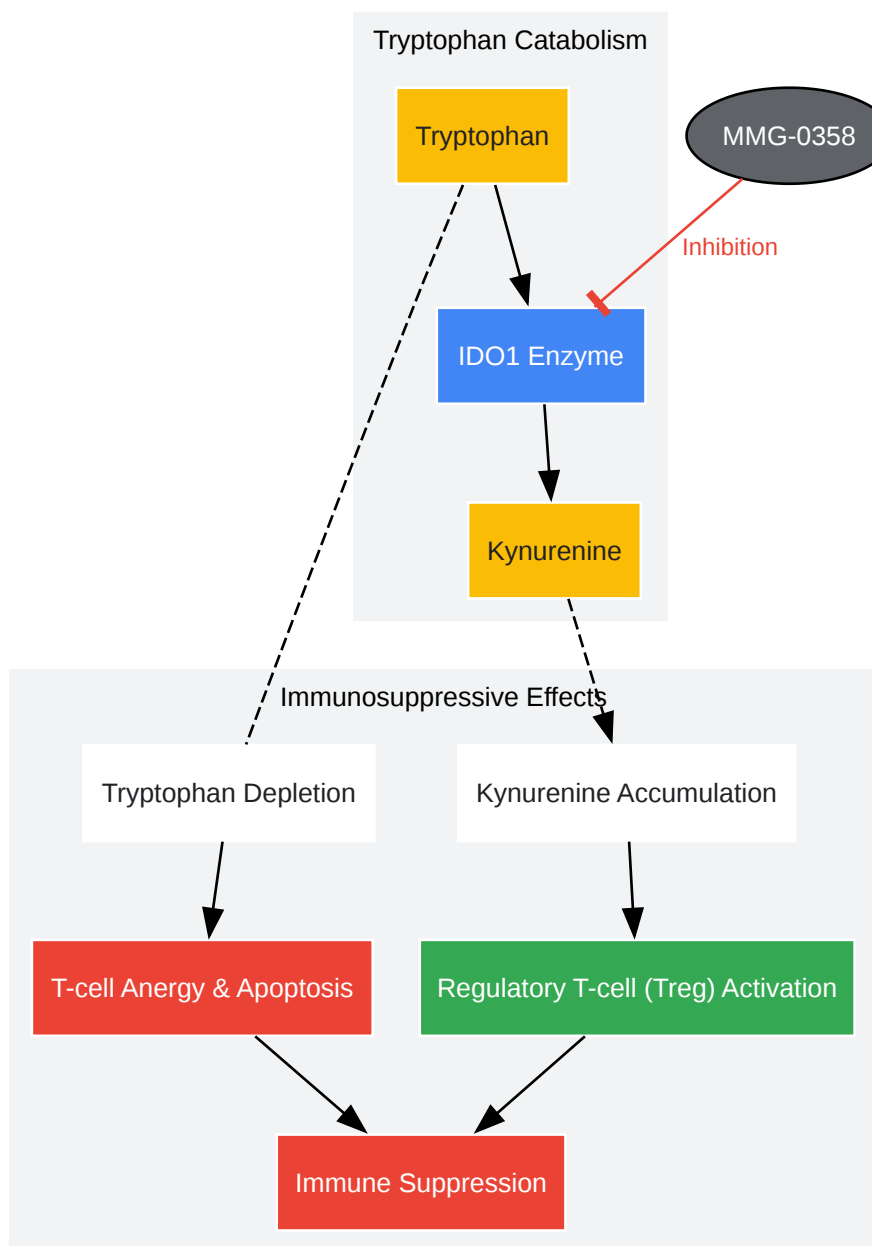 Tryptophan Catabolism
Tryptophan
MMG-0358
Inhibition
IDO1 Enzyme
Kynurenine
Immunosuppressive Effects
Tryptophan Depletion
Kynurenine Accumulation
T-cell Anergy & Apoptosis
Regulatory T-cell (Treg) Activation
Immune Suppression